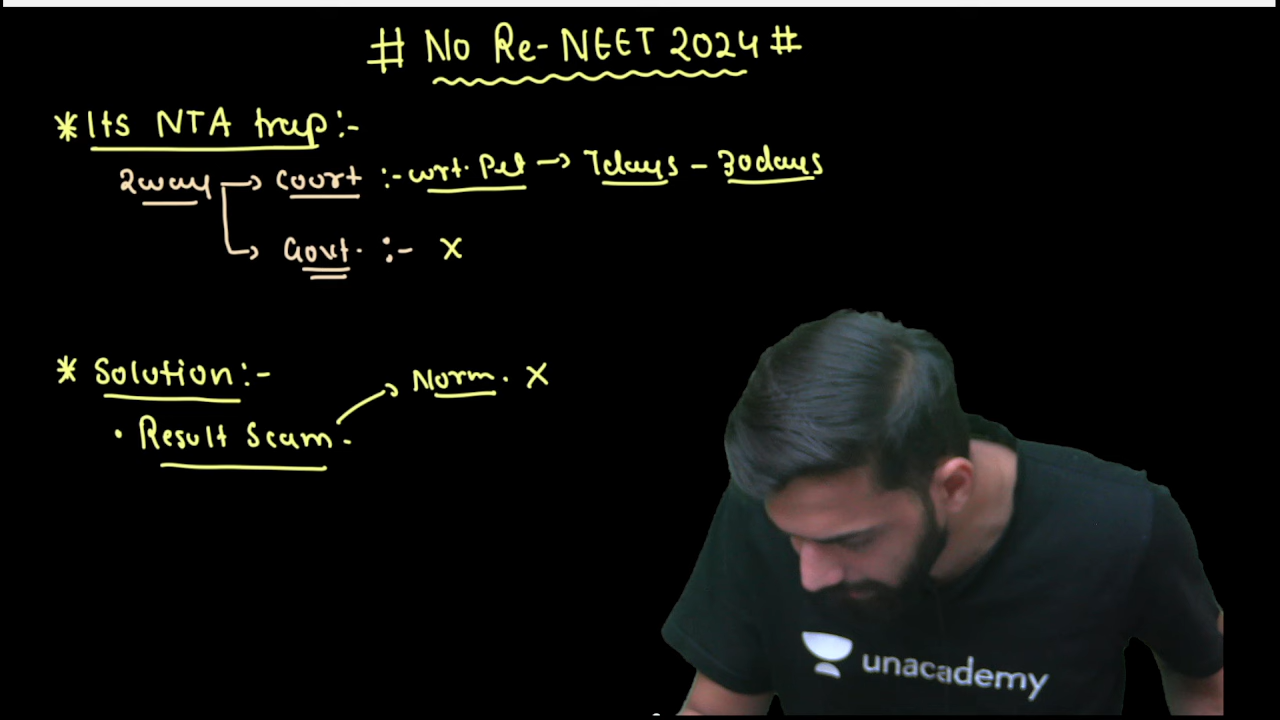 # No Re-NEET 2024 #
* Its NTA trap:-
2way → Court :- wrt. Pet → 7days - 30days
→ Govt. :- X
* Solution:-
→ Norm. X
• Result Scam.
unacademy